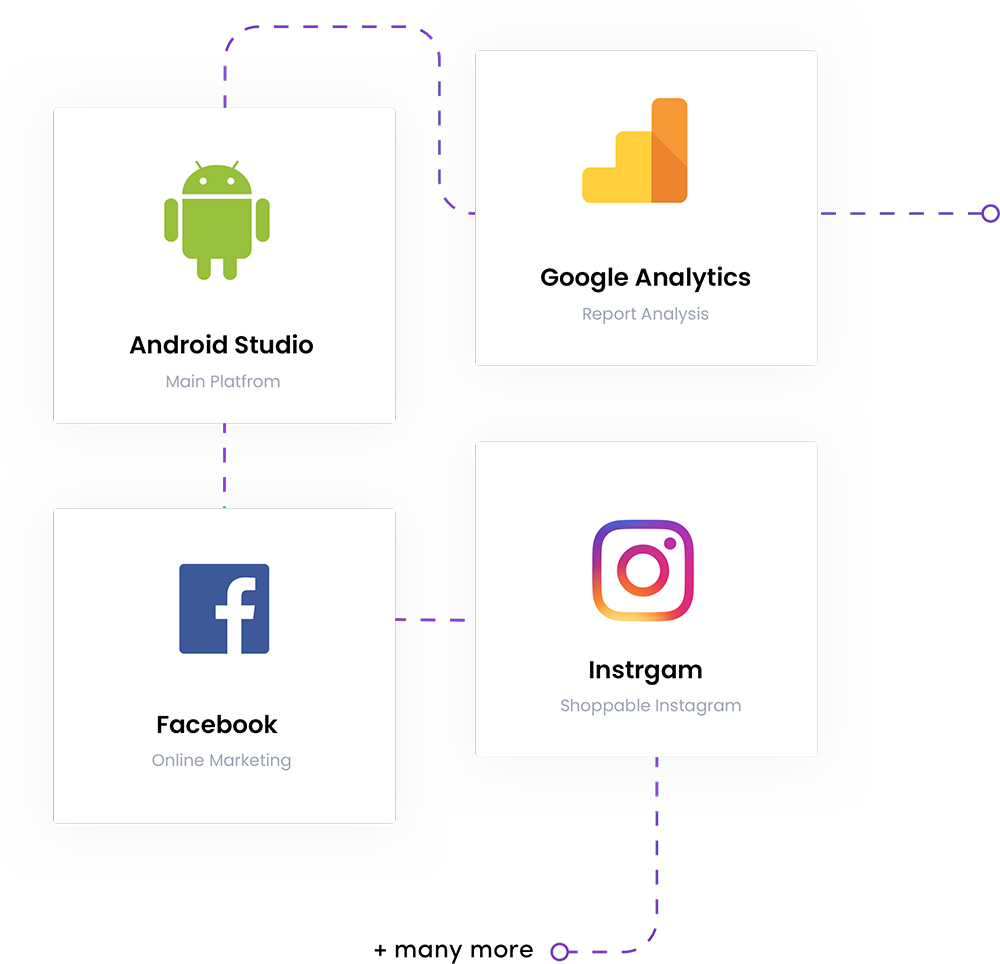 Google Analytics
Report Analysis
Android Studio
Main Platfrom
Instrgam
Shoppable Instagram
Facebook
Online Marketing
+ many more